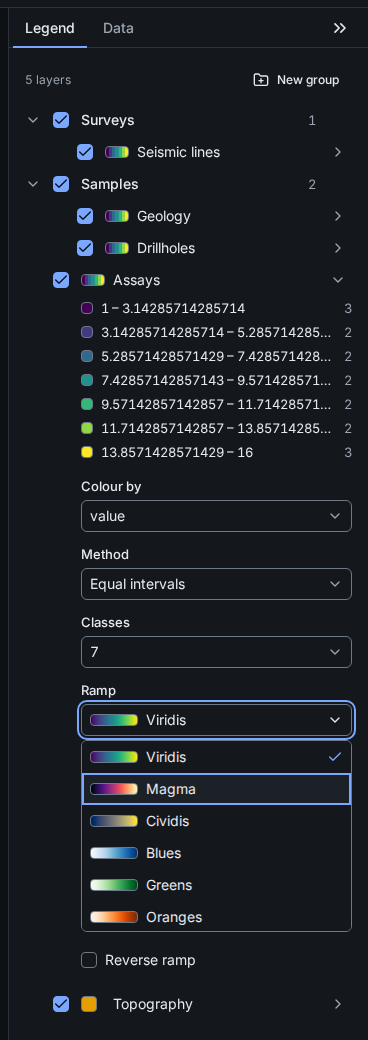 Legend Data
5 layers New group
Surveys 1
Seismic lines
Samples 2
Geology
Drillholes
Assays
1 – 3.14285714285714 3
3.14285714285714 – 5.285714285... 2
5.28571428571429 – 7.428571428... 2
7.42857142857143 – 9.571428571... 2
9.57142857142857 – 11.71428571... 2
11.7142857142857 – 13.85714285... 2
13.8571428571429 – 16 3
Colour by
value
Method
Equal intervals
Classes
7
Ramp
Viridis
Viridis
Magma
Cividis
Blues
Greens
Oranges
Reverse ramp
Topography